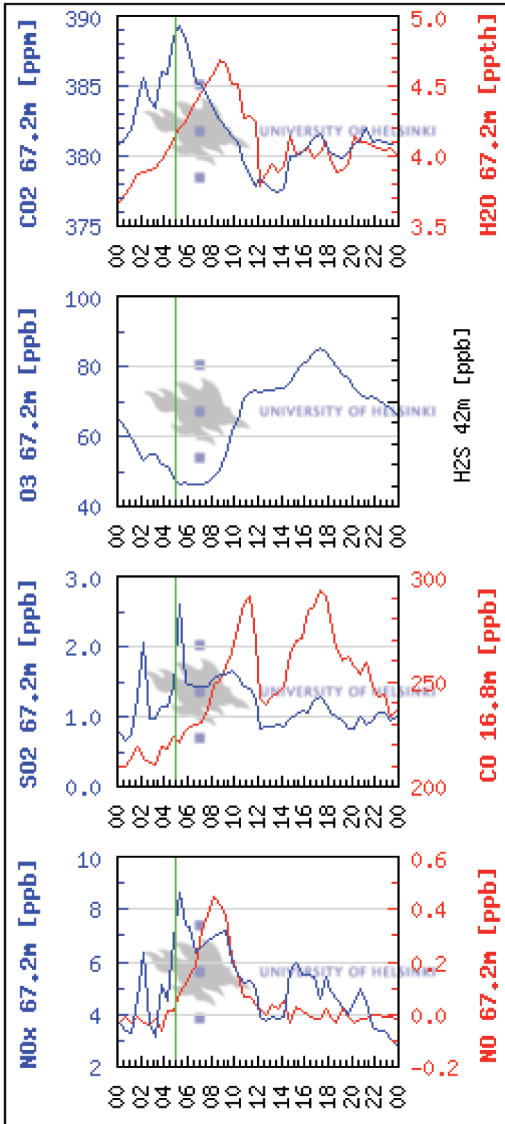 CO2 67.2m [ppm]
390
385
380
375
5.0
4.5
4.0
3.5
H2O 67.2m [ppth]
UNIVERSITY OF HELSINKI
00 02 04 06 08 10 12 14 16 18 20 22 00
O3 67.2m [ppb]
100
80
60
40
H2S 42m [ppb]
UNIVERSITY OF HELSINKI
00 02 04 06 08 10 12 14 16 18 20 22 00
SO2 67.2m [ppb]
3.0
2.0
1.0
0.0
300
250
200
CO 16.8m [ppb]
UNIVERSITY OF HELSINKI
00 02 04 06 08 10 12 14 16 18 20 22 00
NOx 67.2m [ppb]
10
8
6
4
2
0.6
0.4
0.2
0.0
-0.2
NO 67.2m [ppb]
UNIVERSITY OF HELSINKI
00 02 04 06 08 10 12 14 16 18 20 22 00